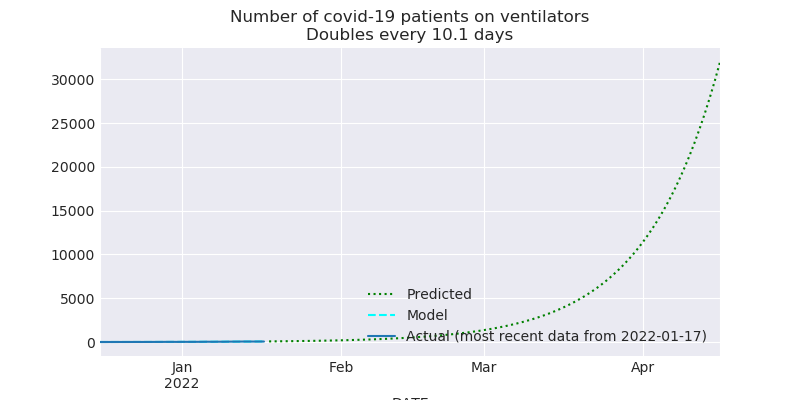 Number of covid-19 patients on ventilators
Doubles every 10.1 days
30000
25000
20000
15000
10000
5000
0
Predicted
Model
Actual (most recent data from 2022-01-17)
Jan
2022
Feb
Mar
Apr
DATE